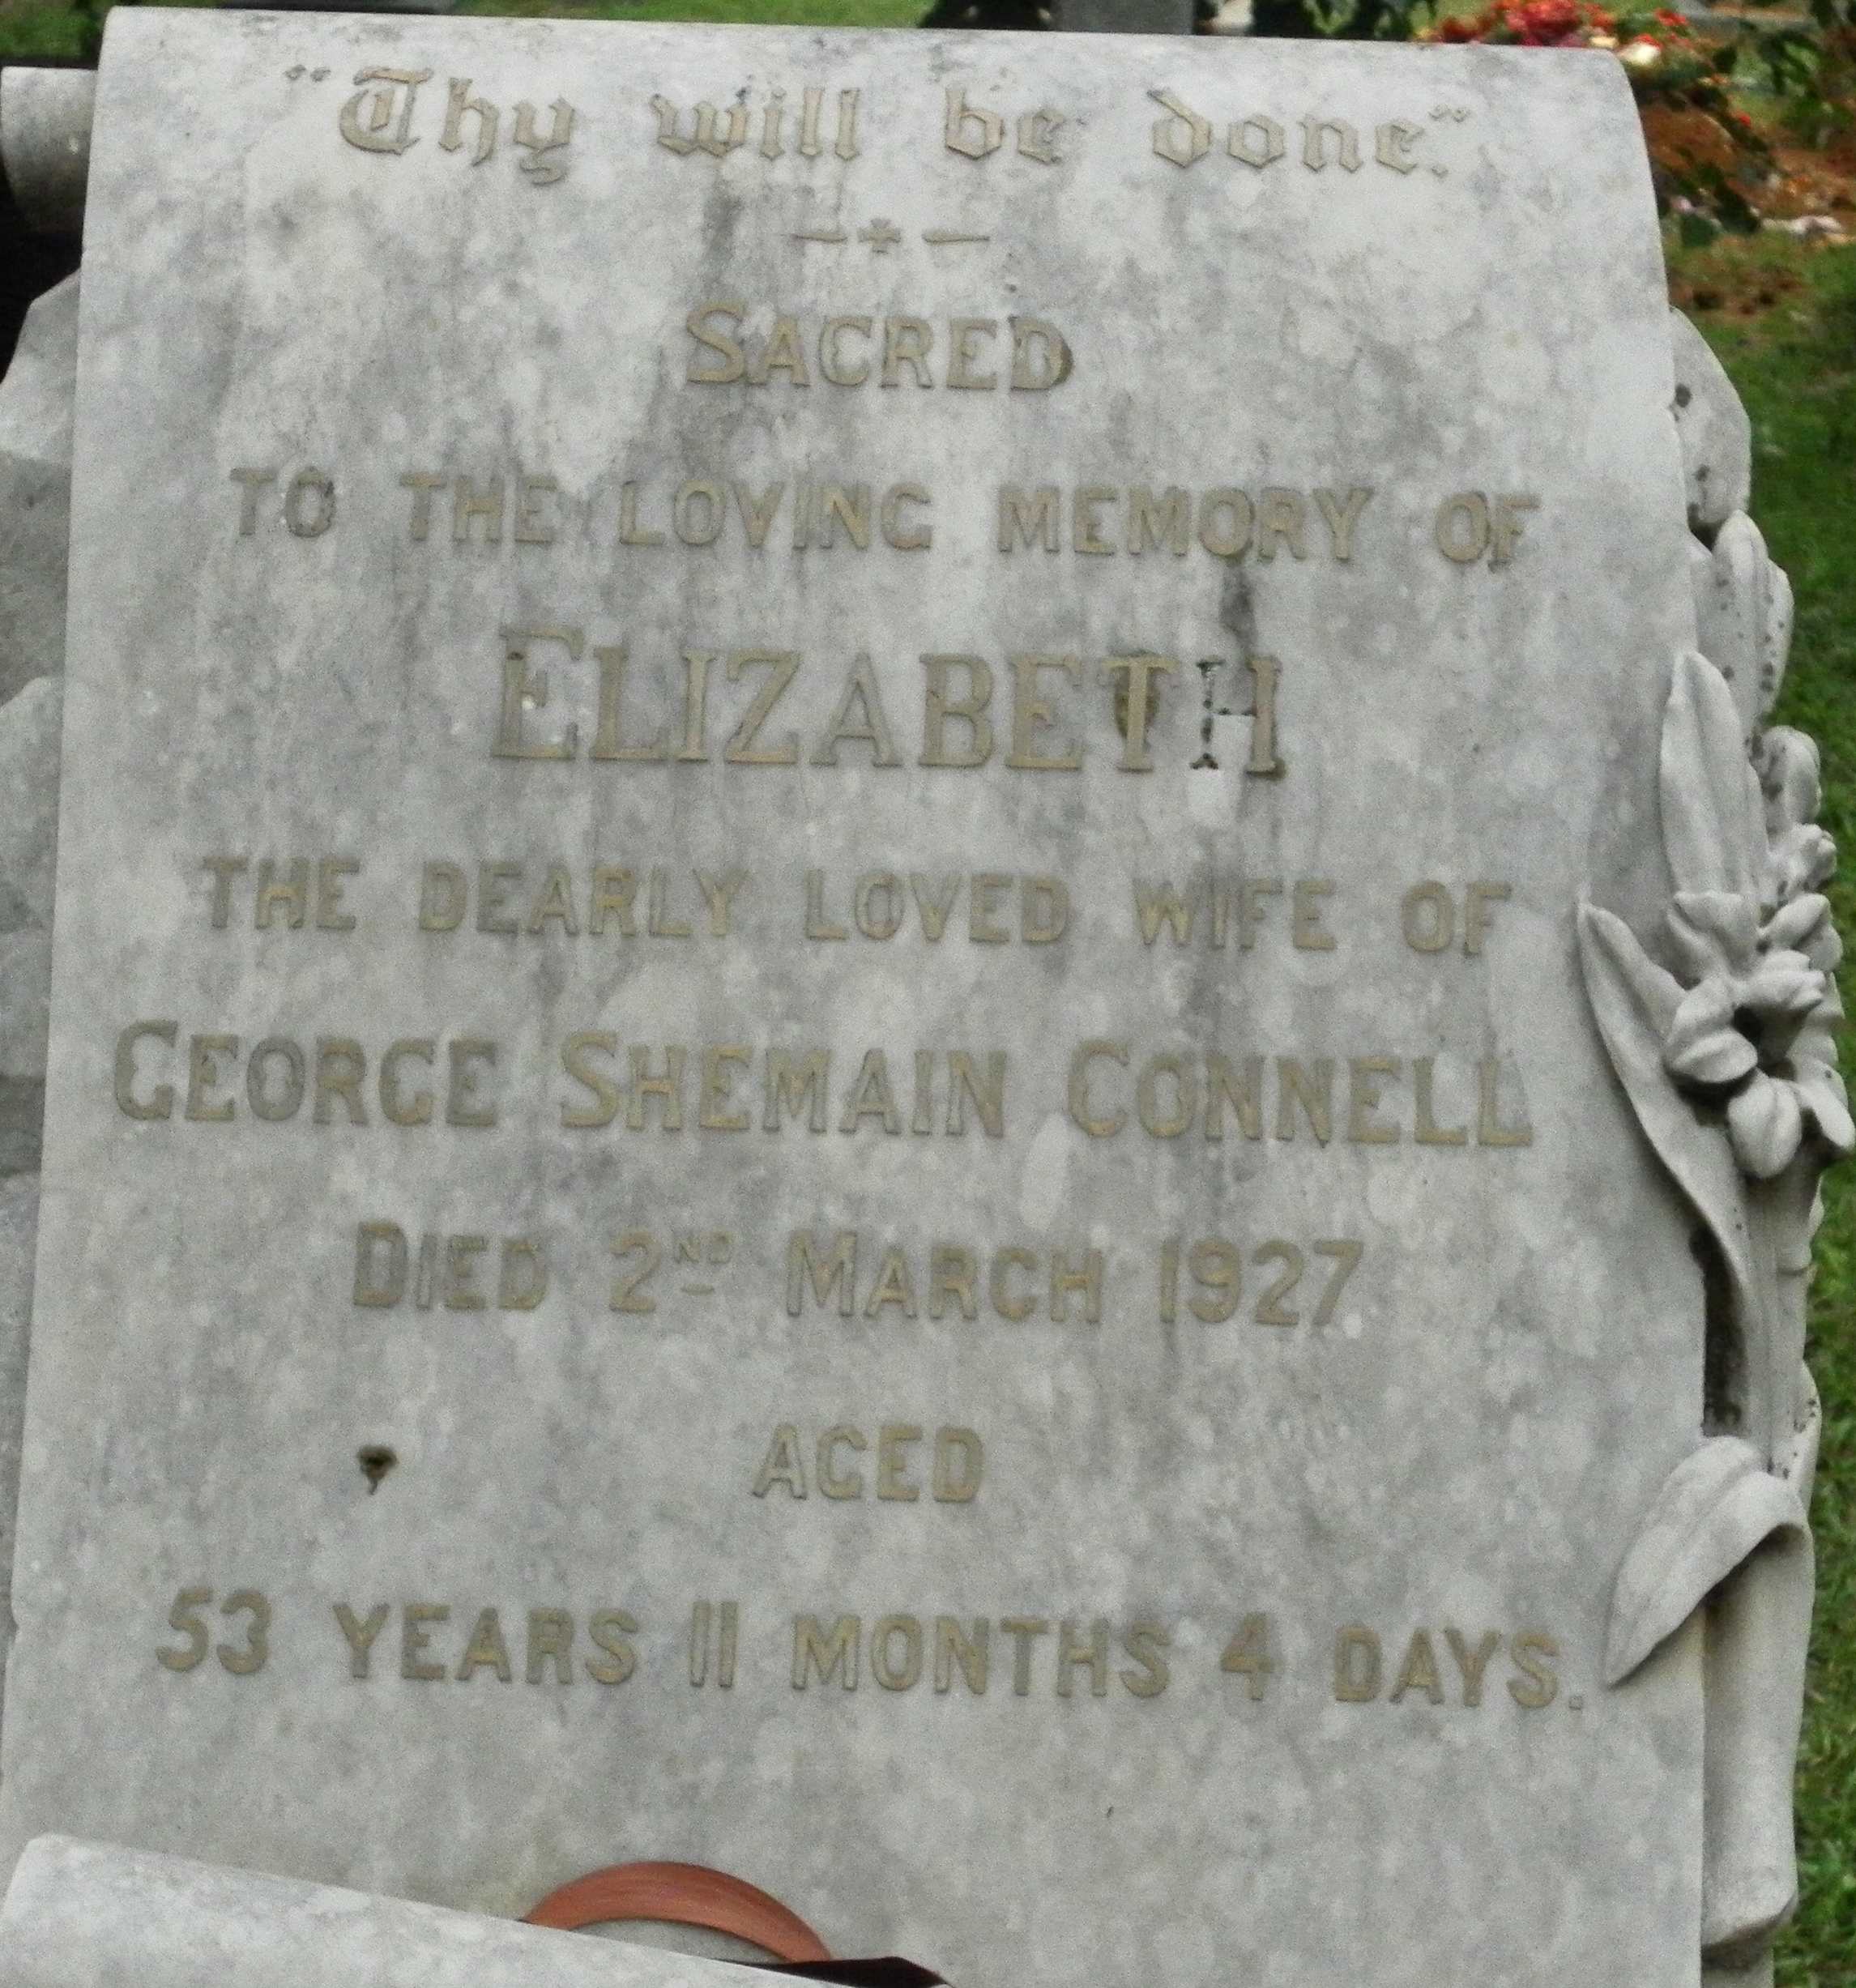 "Thy will be done."
SACRED
TO THE LOVING MEMORY OF
ELIZABETH
THE DEARLY LOVED WIFE OF
GEORGE SHEMAIN CONNELL
DIED 2ND MARCH 1927
AGED
53 YEARS 11 MONTHS 4 DAYS.